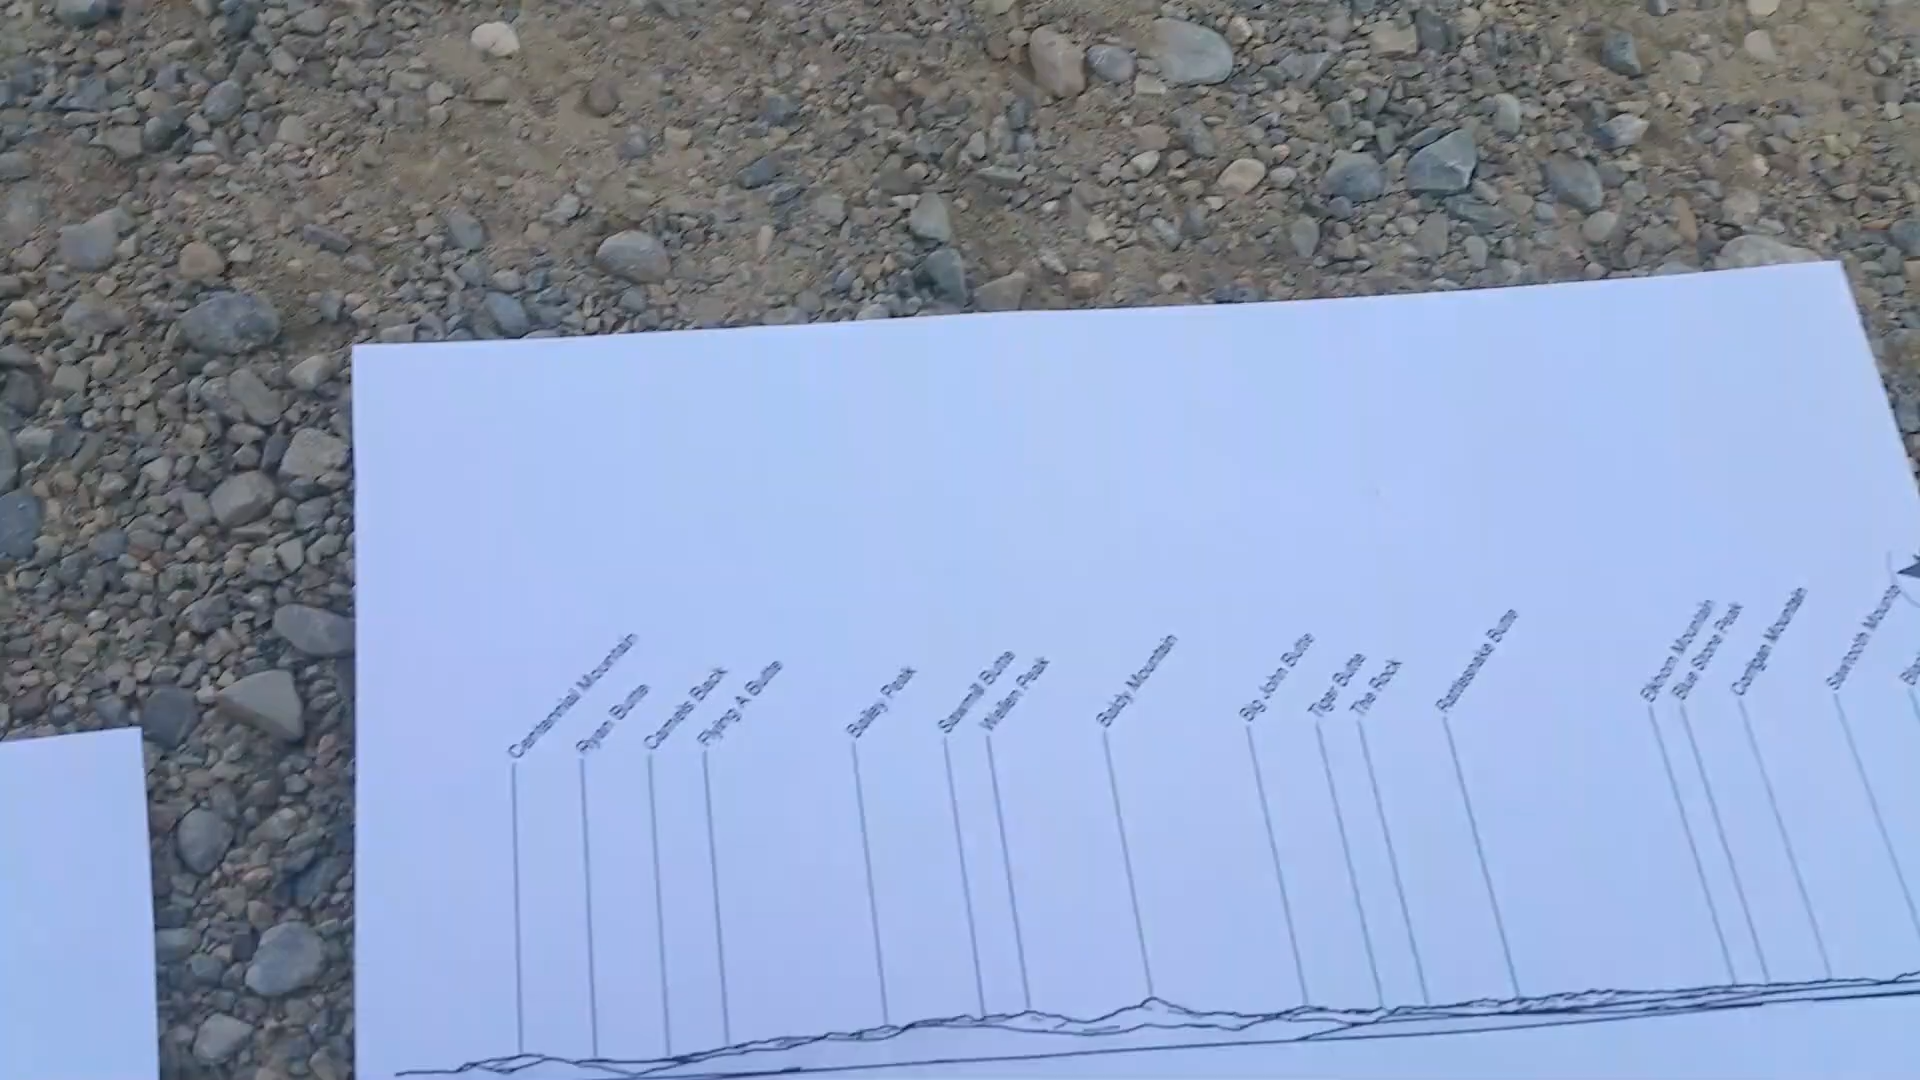 Centennial Mountain
Ryan Butte
Camels Back
Flying A Butte
Bailey Peak
Sawmill Butte
Wellen Peak
Baldy Mountain
Big John Butte
Tiger Butte
The Rock
Rattlesnake Butte
Elkhorn Mountain
Blue Stone Peak
Corrigan Mountain
Sawtooth Mountain